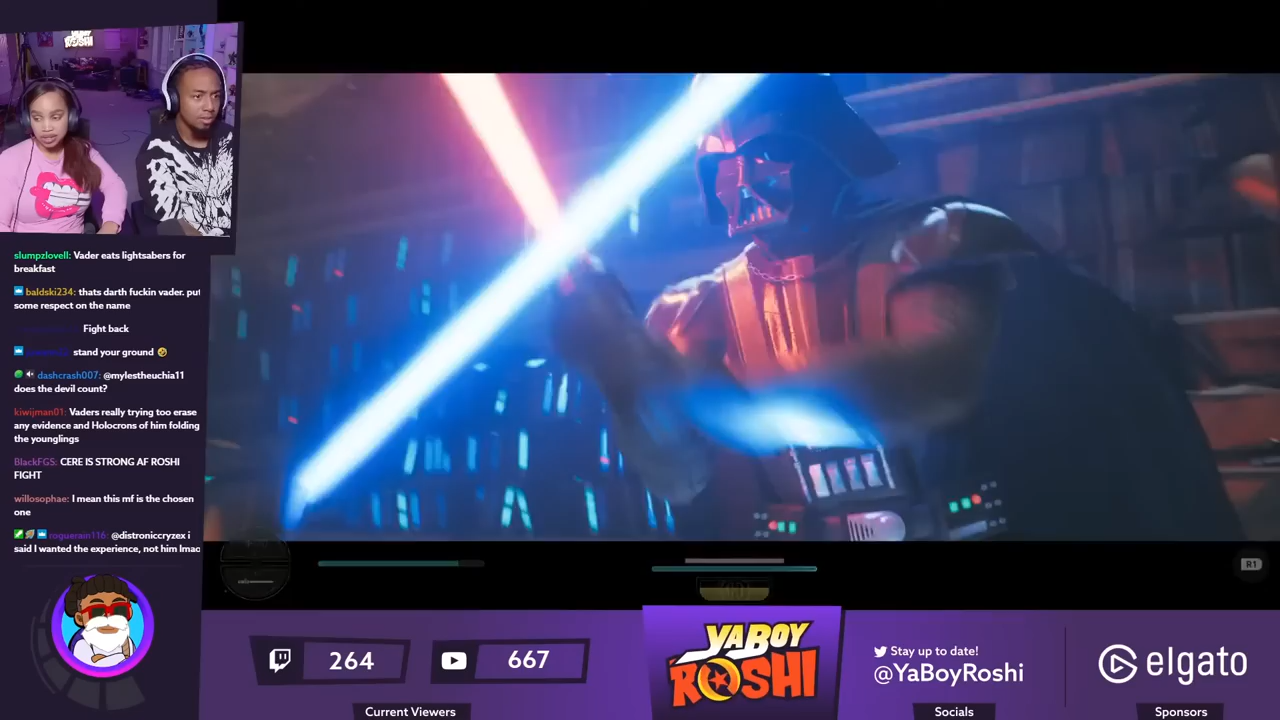 YABOY
ROSHI
slumpzlovell: Vader eats lightsabers for
breakfast
baldski234: thats darth fuckin vader. put
some respect on the name
Fight back
stand your ground 🤣
dashcrash007: @mylestheuchia11
does the devil count?
kiwijman01: Vaders really trying too erase
any evidence and Holocrons of him folding
the younglings
BlackFGS: CERE IS STRONG AF ROSHI
FIGHT
willosophae: I mean this mf is the chosen
one
roguerain116: @distroniccryzex i
said I wanted the experience, not him lmao
R1
264
667
Current Viewers
YABOY
ROSHI
Stay up to date!
@YaBoyRoshi
Socials
elgato
Sponsors